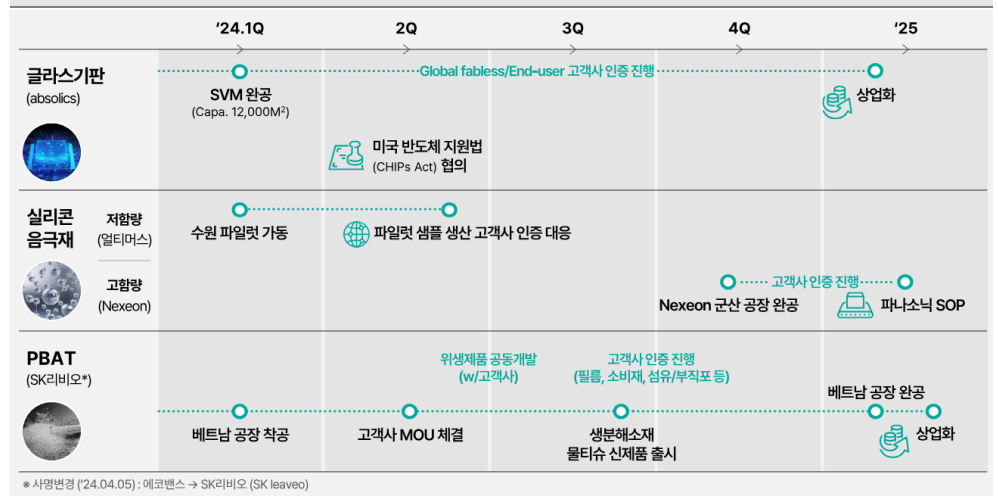 ‘24.1Q
2Q
3Q
4Q
‘25
글라스기판
(absolics)
Global fabless/End-user 고객사 인증 진행
SVM 완공
(Capa. 12,000M²)
상업화
미국 반도체 지원법
(CHIPs Act) 협의
실리콘
음극재
저함량
(얼티머스)
수원 파일럿 가동
파일럿 샘플 생산 고객사 인증 대응
고함량
(Nexeon)
고객사 인증 진행
Nexeon 군산 공장 완공
파나소닉 SOP
PBAT
(SK리비오*)
위생제품 공동개발
(w/고객사)
고객사 인증 진행
(필름, 소비재, 섬유/부직포 등)
베트남 공장 완공
베트남 공장 착공
고객사 MOU 체결
생분해소재
물티슈 신제품 출시
상업화
※ 사명변경 (’24.04.05) : 에코밴스 → SK리비오 (SK leaveo)